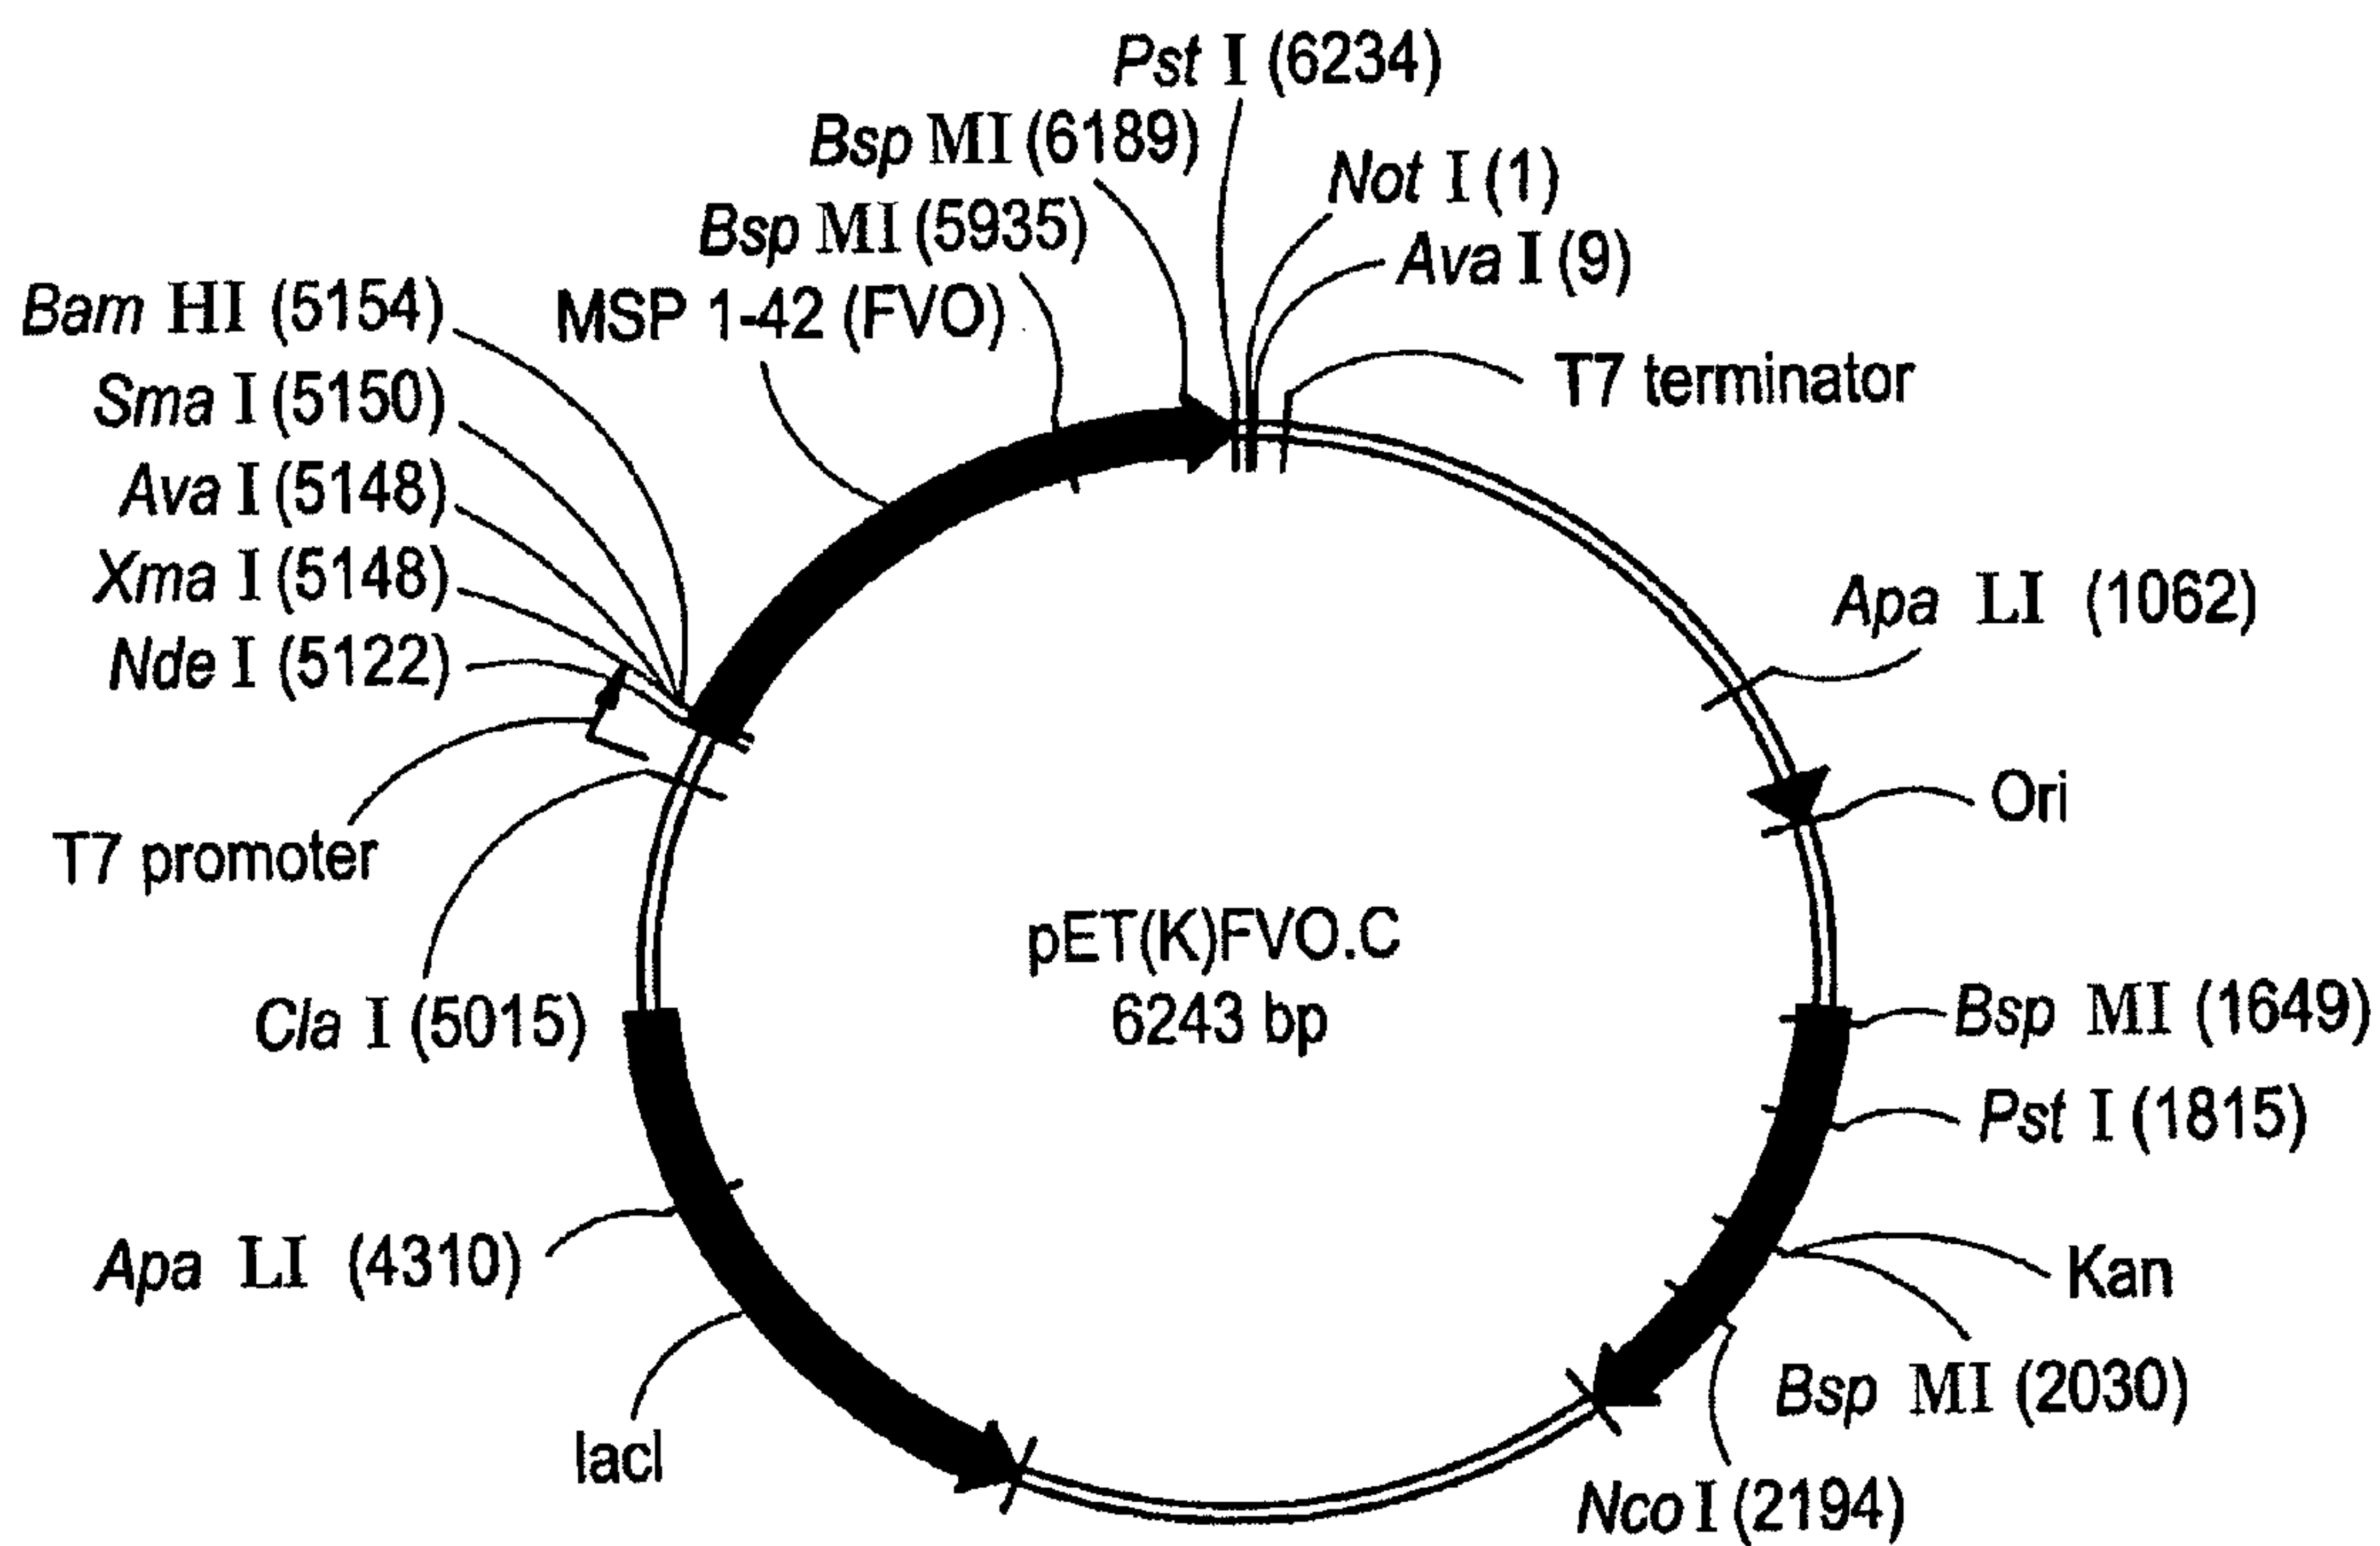 Pst I (6234)
Bsp MI (6189)
Not I (1)
Bsp MI (5935)
Ava I (9)
Bam HI (5154)
MSP 1-42 (FVO)
T7 terminator
Sma I (5150)
Ava I (5148)
Xma I (5148)
Apa LI (1062)
Nde I (5122)
Ori
T7 promoter
pET(K)FVO.C
6243 bp
Cla I (5015)
Bsp MI (1649)
Pst I (1815)
Apa LI (4310)
Kan
Bsp MI (2030)
lacI
Nco I (2194)